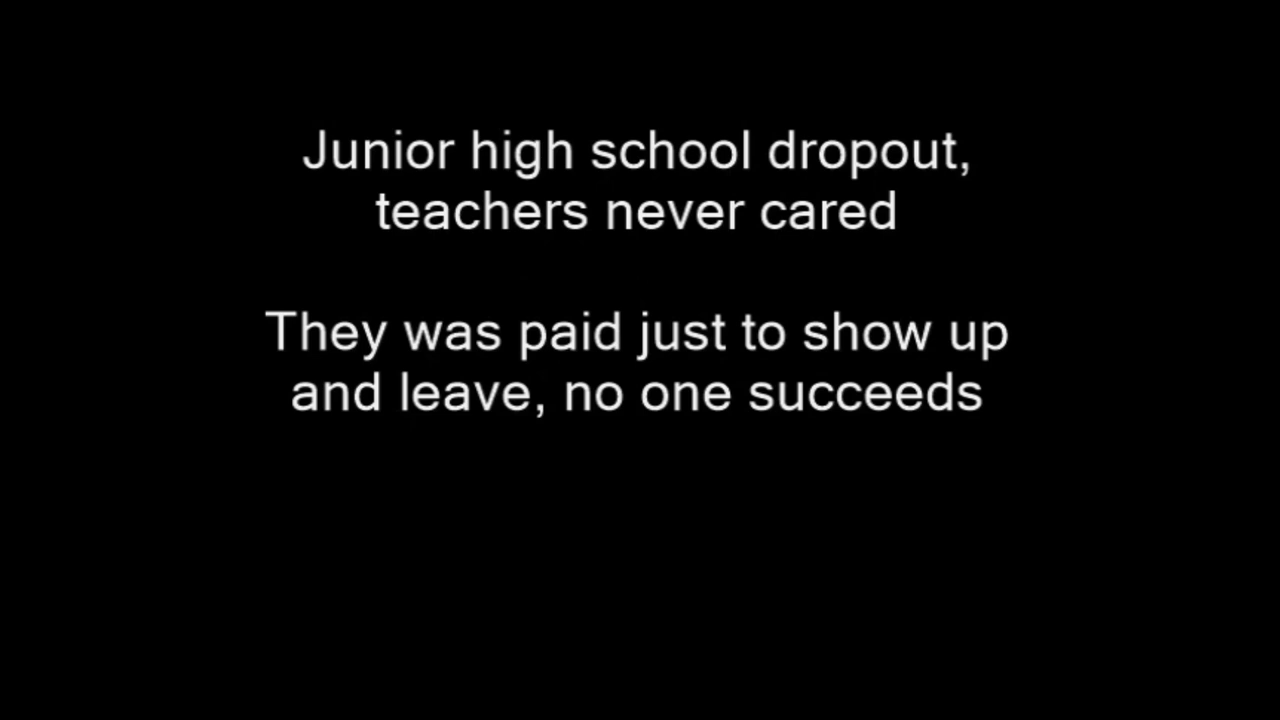 Junior high school dropout,
teachers never cared
They was paid just to show up
and leave, no one succeeds